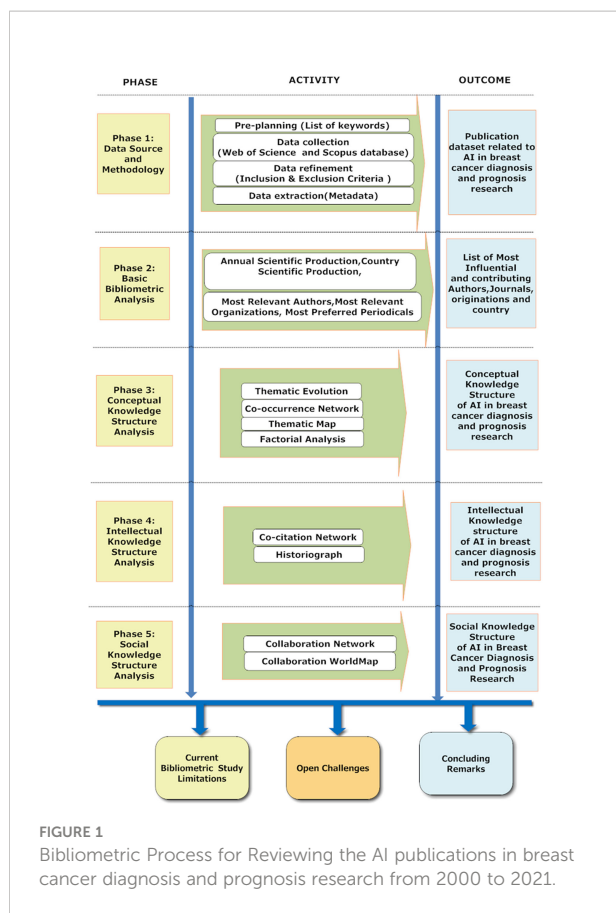 PHASE
ACTIVITY
OUTCOME
Phase 1:
Data Source
and
Methodology
Pre-planning (List of keywords)
Data collection
(Web of Science and Scopus database)
Data refinement
(Inclusion & Exclusion Criteria )
Data extraction(Metadata)
Publication
dataset related to
AI in breast
cancer diagnosis
and prognosis
research
Phase 2:
Basic
Bibliometric
Analysis
Annual Scientific Production,Country
Scientific Production,
Most Relevant Authors,Most Relevant
Organizations, Most Preferred Periodicals
List of Most
Influential
and contributing
Authors,Journals,
originations and
country
Phase 3:
Conceptual
Knowledge
Structure
Analysis
Thematic Evolution
Co-occurrence Network
Thematic Map
Factorial Analysis
Conceptual
Knowledge
Structure
of AI in breast
cancer diagnosis
and prognosis
research
Phase 4:
Intellectual
Knowledge
Structure
Analysis
Co-citation Network
Historiograph
Intellectual
Knowledge
structure
of AI in breast
cancer diagnosis
and prognosis
research
Phase 5:
Social
Knowledge
Structure
Analysis
Collaboration Network
Collaboration WorldMap
Social Knowledge
Structure
of AI in Breast
Cancer Diagnosis
and Prognosis
Research
Current
Bibliometric Study
Limitations
Open Challenges
Concluding
Remarks
FIGURE 1
Bibliometric Process for Reviewing the AI publications in breast
cancer diagnosis and prognosis research from 2000 to 2021.